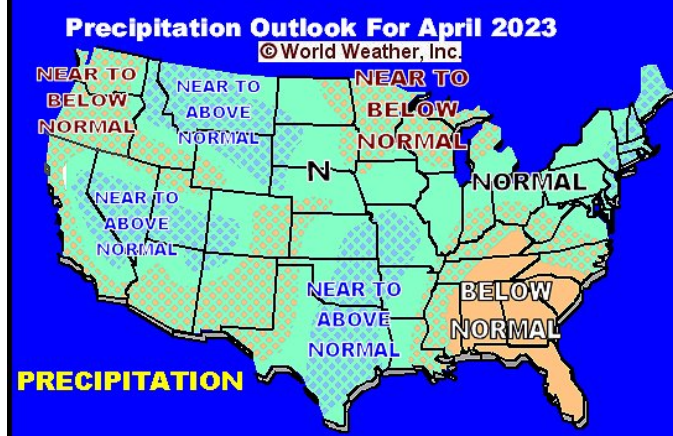 Precipitation Outlook For April 2023
© World Weather, Inc.
NEAR TO
BELOW
NORMAL
NEAR TO
ABOVE
NORMAL
NEAR TO
BELOW
NORMAL
N
NORMAL
NEAR TO
ABOVE
NORMAL
NEAR TO
ABOVE
NORMAL
BELOW
NORMAL
PRECIPITATION